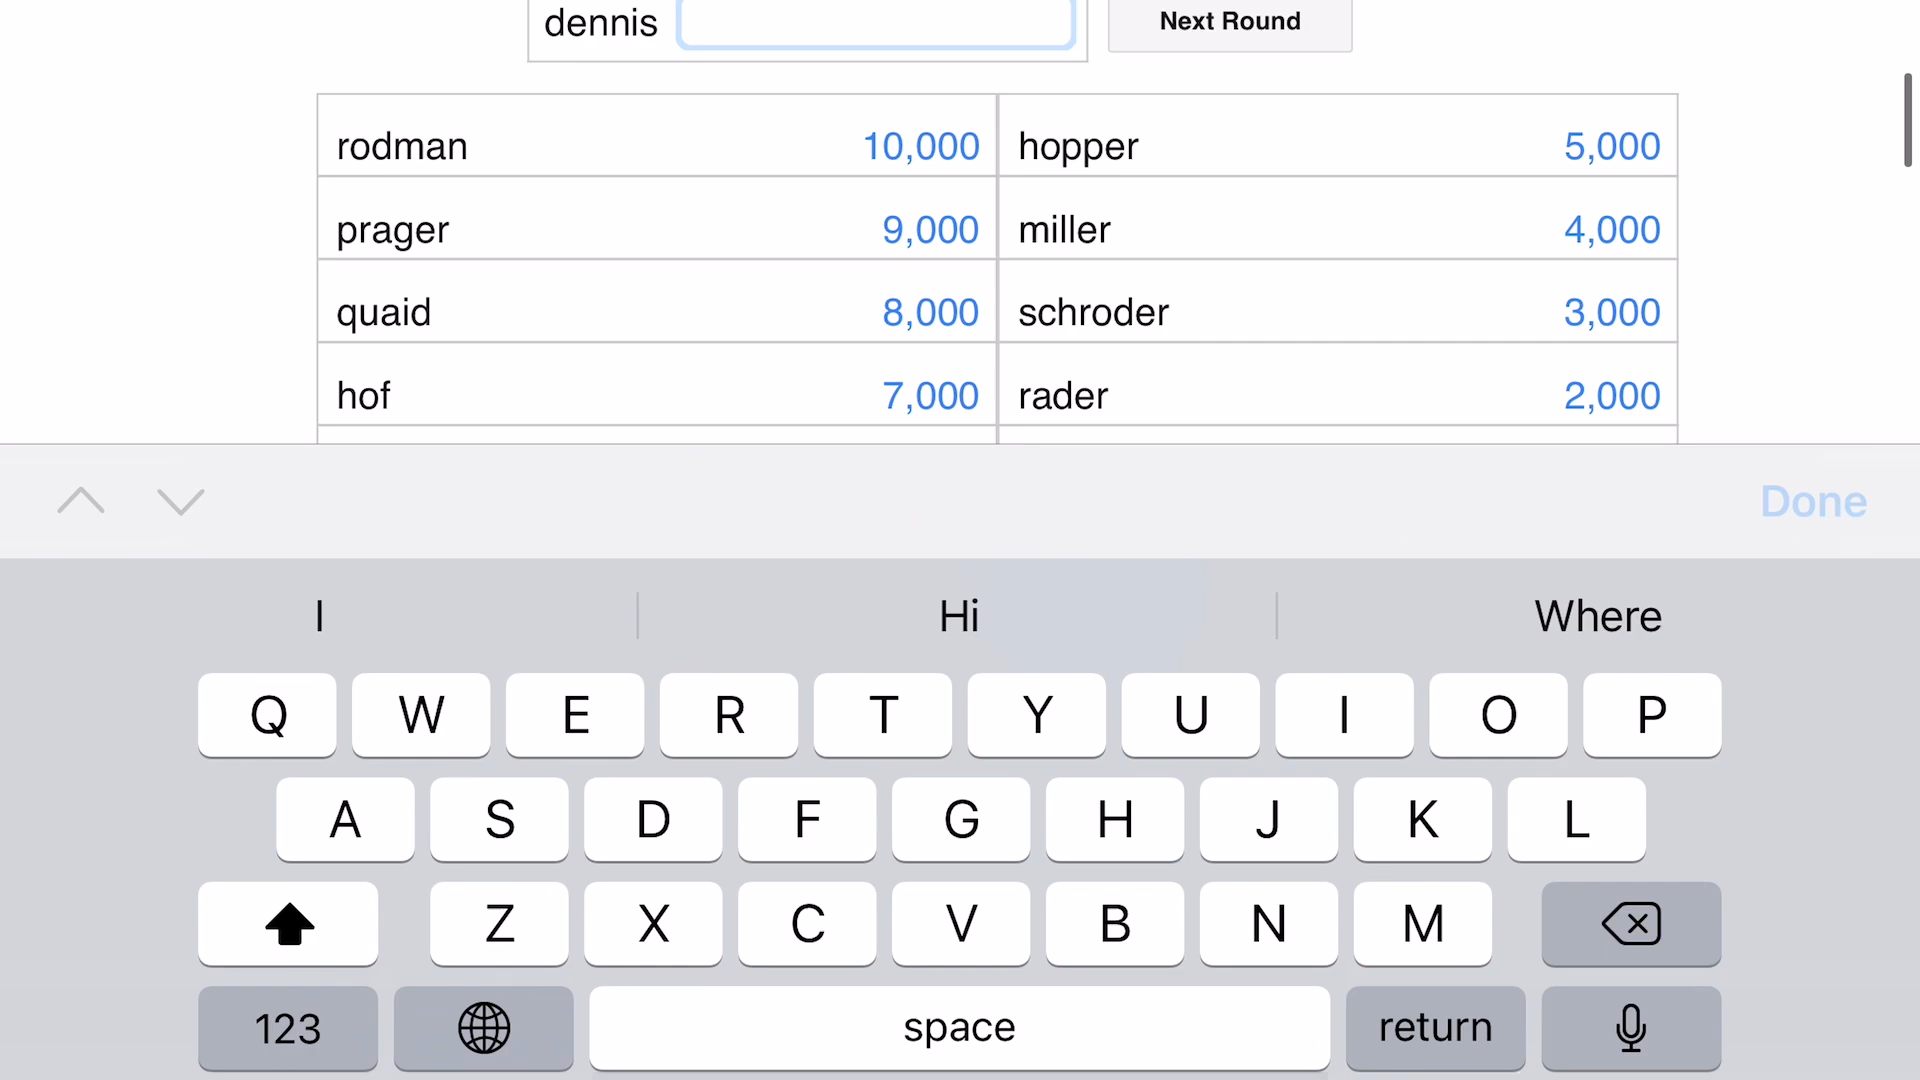 dennis
Next Round
rodman 10,000 hopper 5,000
prager 9,000 miller 4,000
quaid 8,000 schroder 3,000
hof 7,000 rader 2,000
Done
I Hi Where
Q W E R T Y U I O P
A S D F G H J K L
Z X C V B N M
123 space return